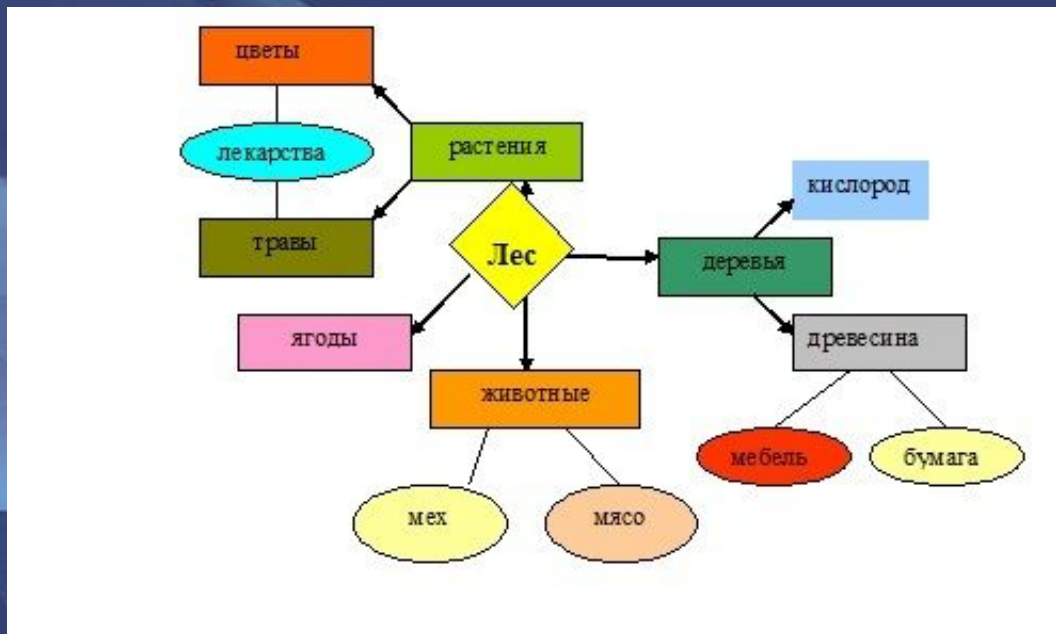 цветы
лекарства
растения
травы
Лес
кислород
деревья
ягоды
древесина
животные
мебель
бумага
мех
мясо